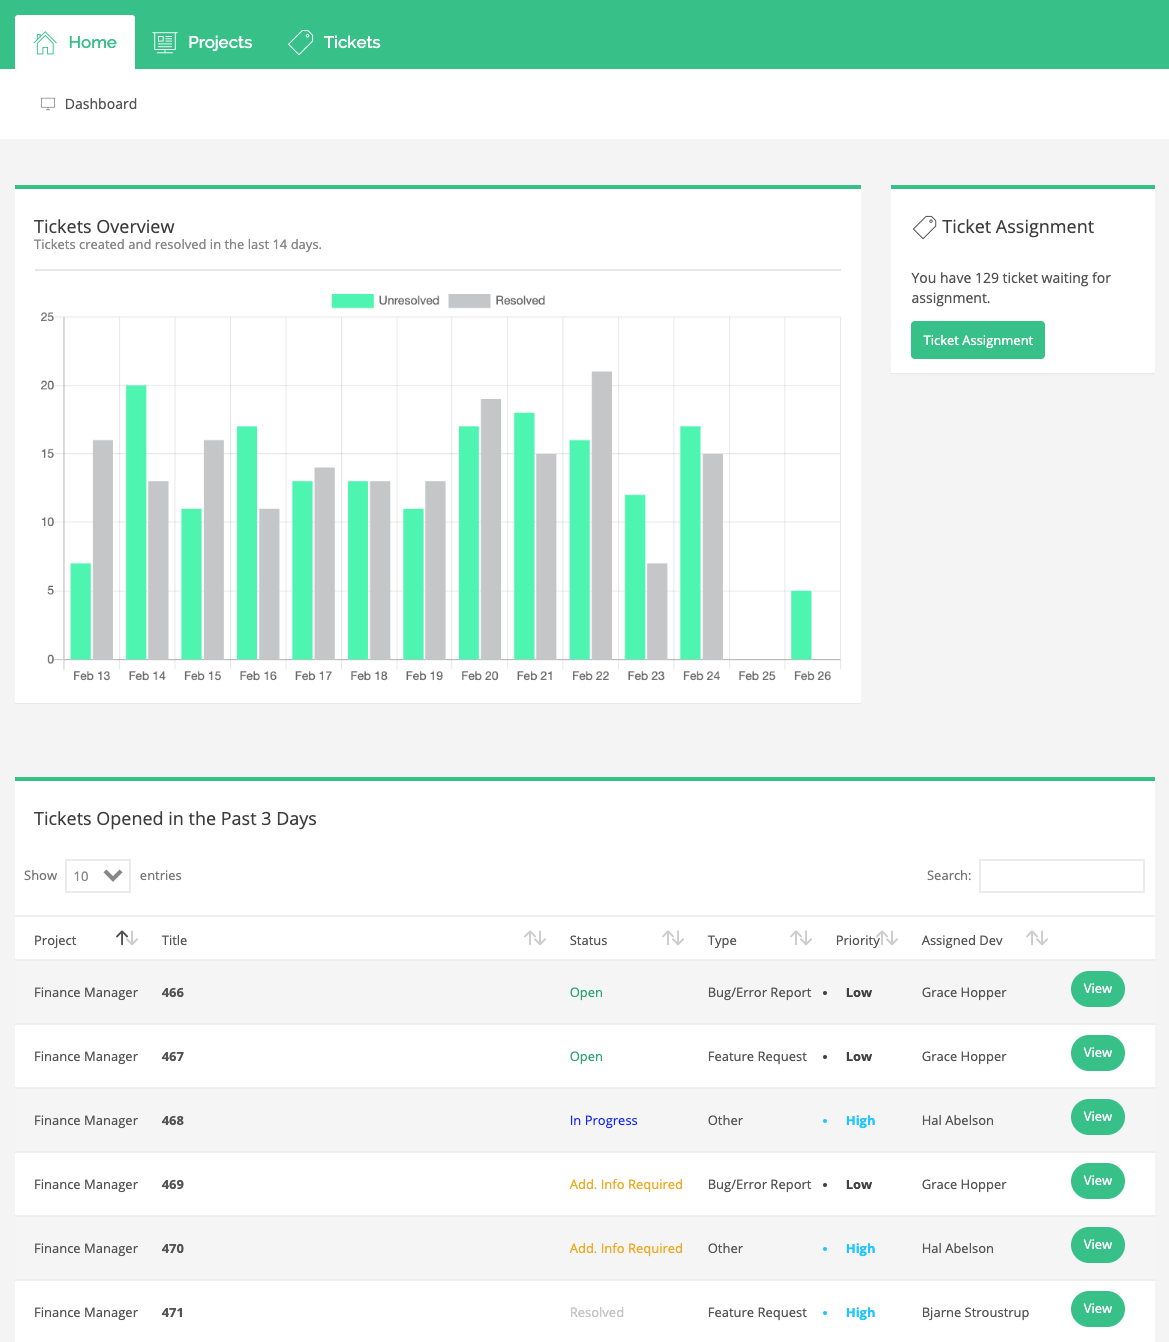 Home Projects Tickets
Dashboard
Tickets Overview
Tickets created and resolved in the last 14 days.
Unresolved Resolved
25
20
15
10
5
0
Feb 13 Feb 14 Feb 15 Feb 16 Feb 17 Feb 18 Feb 19 Feb 20 Feb 21 Feb 22 Feb 23 Feb 24 Feb 25 Feb 26
Ticket Assignment
You have 129 ticket waiting for
assignment.
Ticket Assignment
Tickets Opened in the Past 3 Days
Show 10 entries Search:
Project Title Status Type Priority Assigned Dev
Finance Manager 466 Open Bug/Error Report • Low Grace Hopper View
Finance Manager 467 Open Feature Request • Low Grace Hopper View
Finance Manager 468 In Progress Other • High Hal Abelson View
Finance Manager 469 Add. Info Required Bug/Error Report • Low Grace Hopper View
Finance Manager 470 Add. Info Required Other • High Hal Abelson View
Finance Manager 471 Resolved Feature Request • High Bjarne Stroustrup View